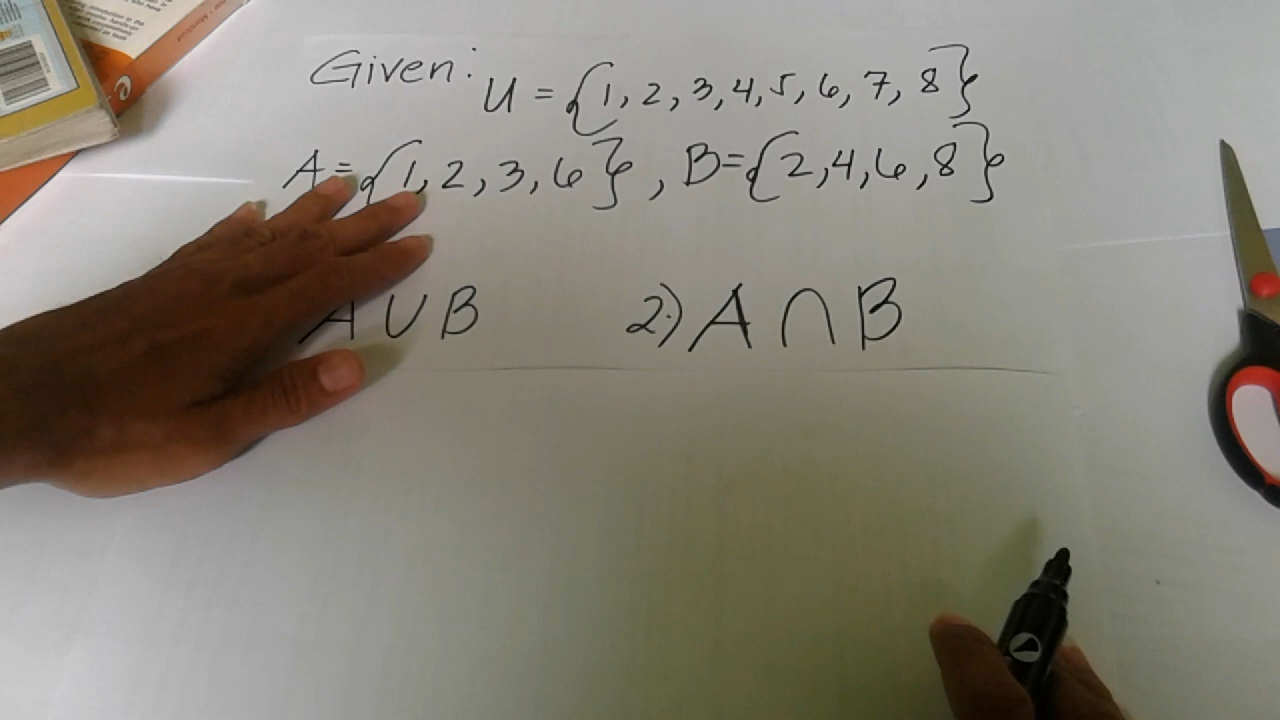 Given: U = {1, 2, 3, 4, 5, 6, 7, 8}
A = {1, 2, 3, 6}, B = {2, 4, 6, 8}
A ∪ B 2.) A ∩ B